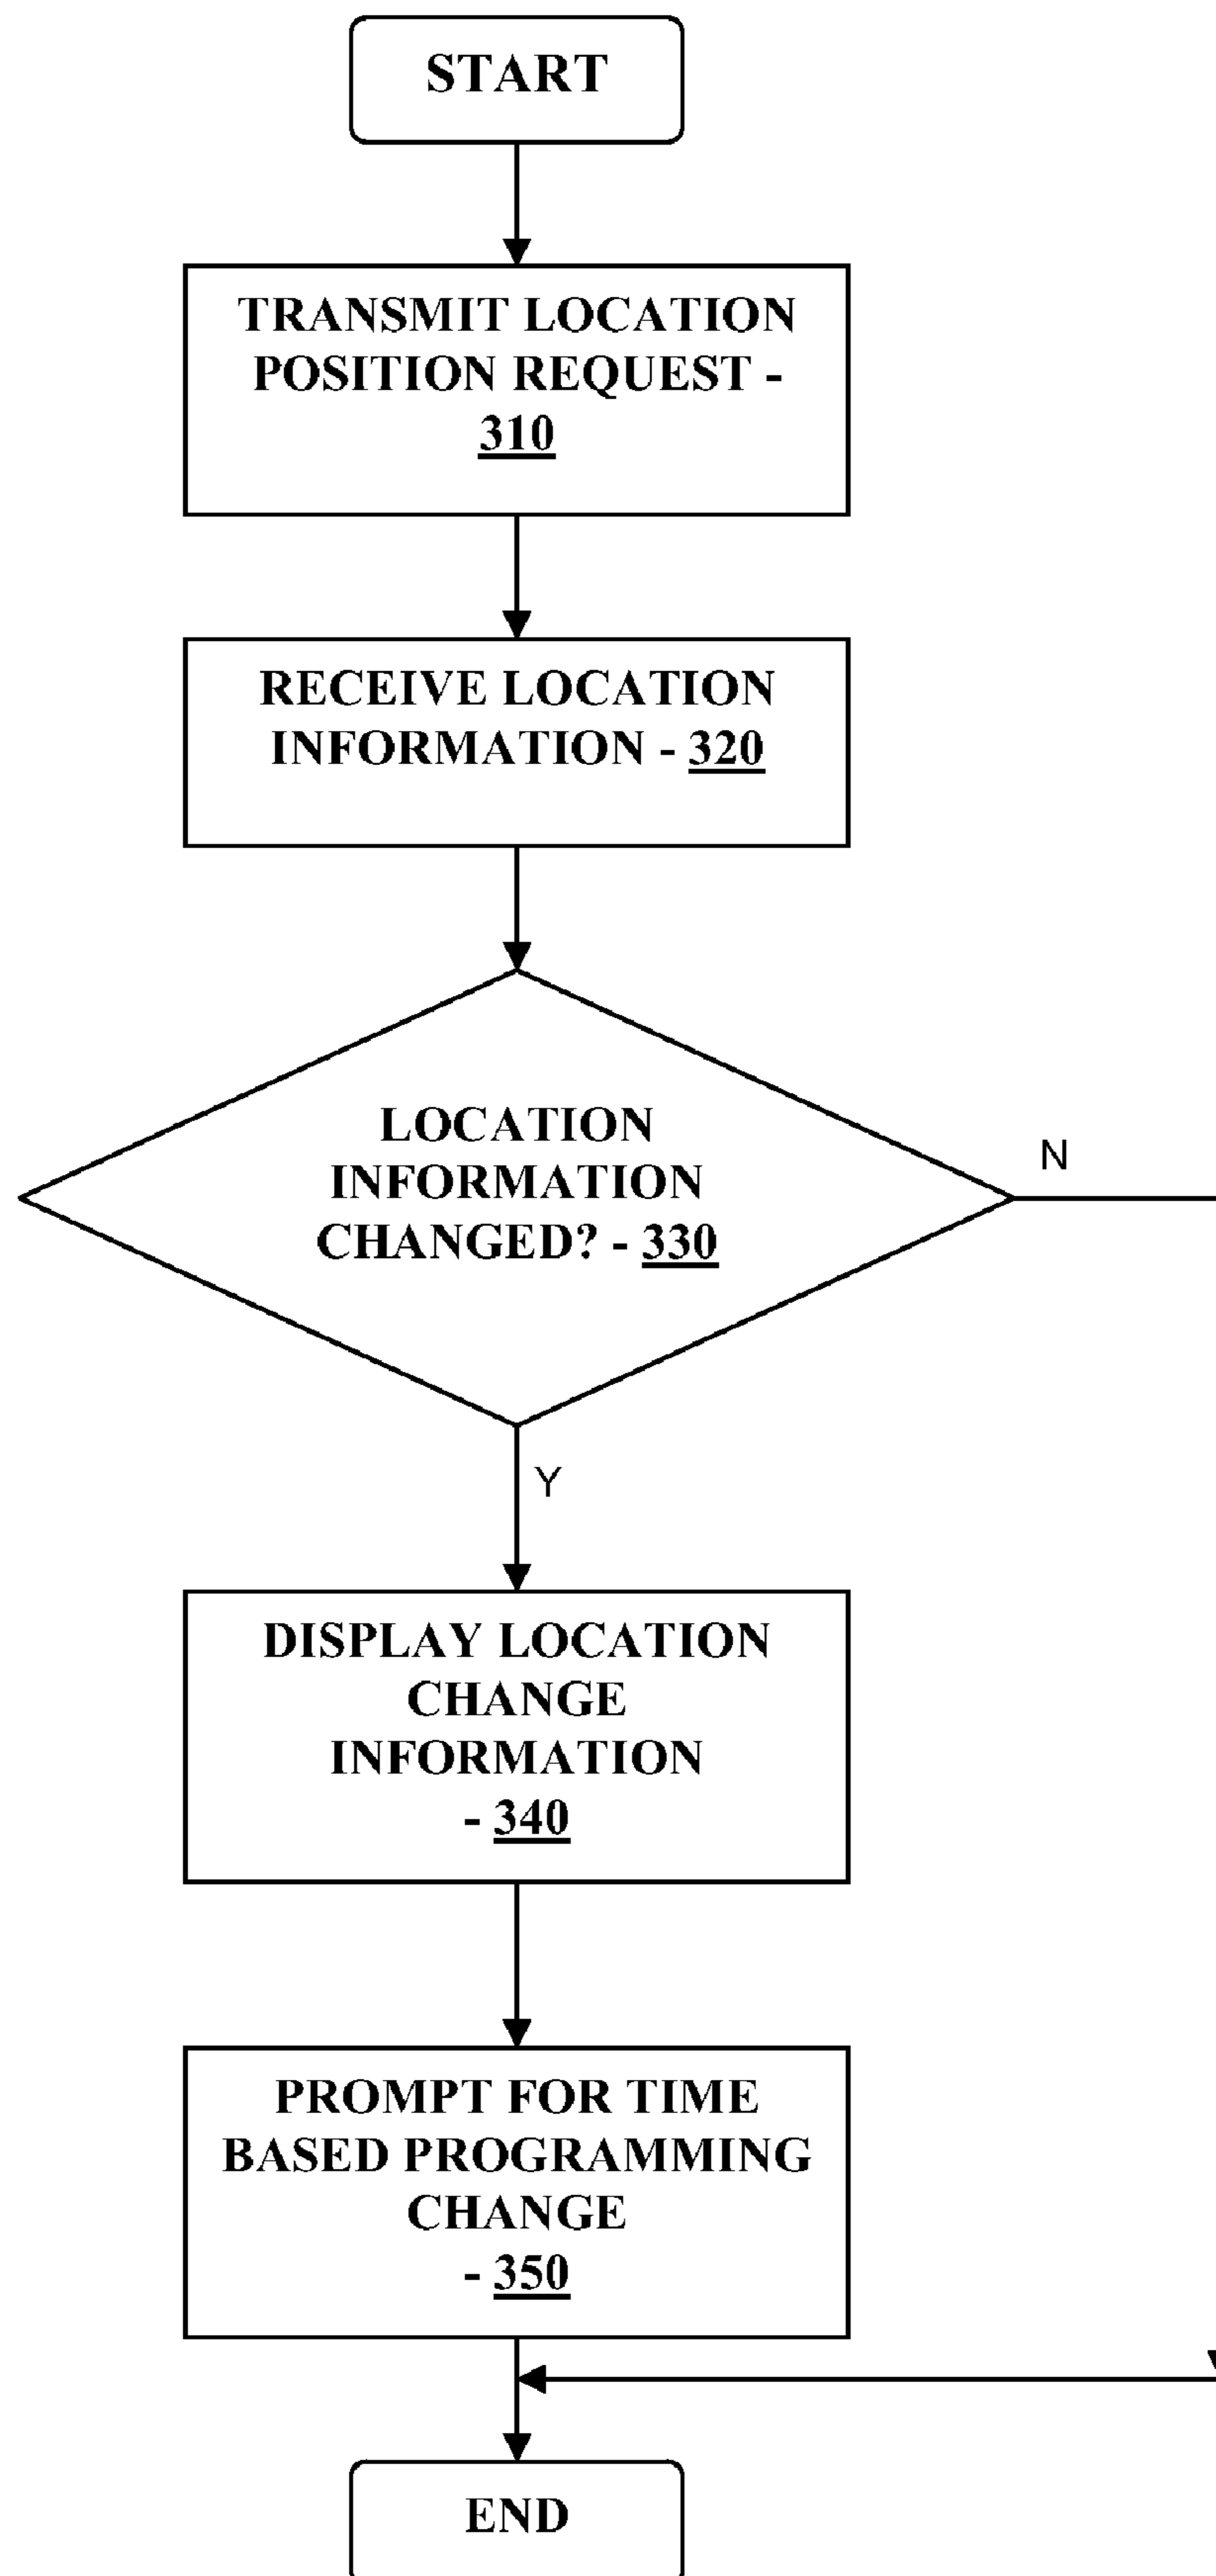 START
TRANSMIT LOCATION
POSITION REQUEST -
310
RECEIVE LOCATION
INFORMATION - 320
LOCATION
INFORMATION
CHANGED? - 330
N
Y
DISPLAY LOCATION
CHANGE
INFORMATION
- 340
PROMPT FOR TIME
BASED PROGRAMMING
CHANGE
- 350
END